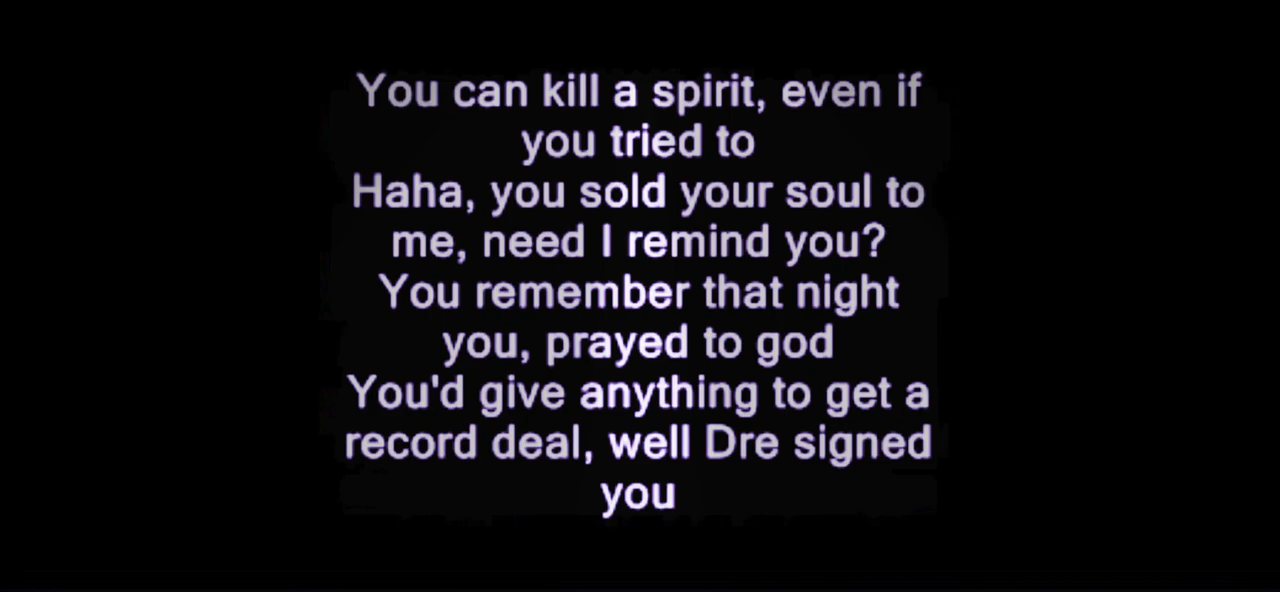 You can kill a spirit, even if
you tried to
Haha, you sold your soul to
me, need I remind you?
You remember that night
you, prayed to god
You'd give anything to get a
record deal, well Dre signed
you